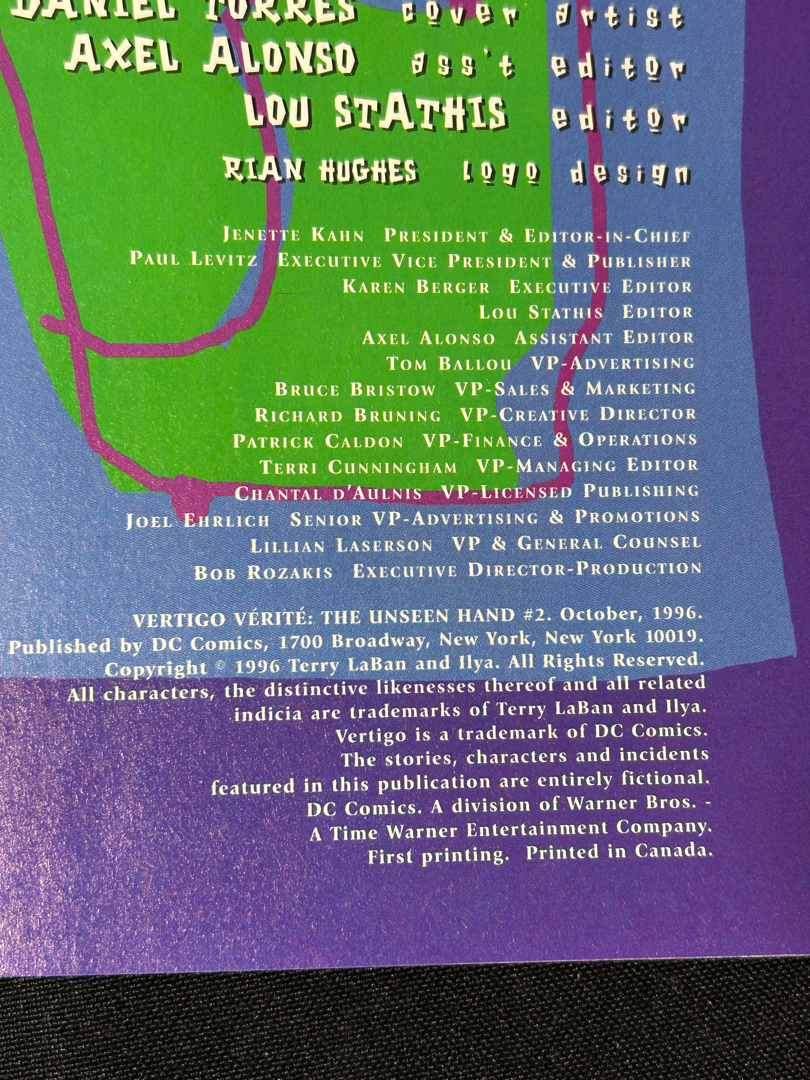 DANIEL TORRES cover artist
AXEL ALONSO ass't editor
LOU STATHIS editor
RIAN HUGHES logo design
JENETTE KAHN PRESIDENT & EDITOR-IN-CHIEF
PAUL LEVITZ EXECUTIVE VICE PRESIDENT & PUBLISHER
KAREN BERGER EXECUTIVE EDITOR
LOU STATHIS EDITOR
AXEL ALONSO ASSISTANT EDITOR
TOM BALLOU VP-ADVERTISING
BRUCE BRISTOW VP-SALES & MARKETING
RICHARD BRUNING VP-CREATIVE DIRECTOR
PATRICK CALDON VP-FINANCE & OPERATIONS
TERRI CUNNINGHAM VP-MANAGING EDITOR
CHANTAL D'AULNIS VP-LICENSED PUBLISHING
JOEL EHRLICH SENIOR VP-ADVERTISING & PROMOTIONS
LILLIAN LASERSON VP & GENERAL COUNSEL
BOB ROZAKIS EXECUTIVE DIRECTOR-PRODUCTION
VERTIGO VÉRITÉ: THE UNSEEN HAND #2. October, 1996.
Published by DC Comics, 1700 Broadway, New York, New York 10019.
Copyright © 1996 Terry LaBan and Ilya. All Rights Reserved.
All characters, the distinctive likenesses thereof and all related
indicia are trademarks of Terry LaBan and Ilya.
Vertigo is a trademark of DC Comics.
The stories, characters and incidents
featured in this publication are entirely fictional.
DC Comics. A division of Warner Bros. -
A Time Warner Entertainment Company.
First printing. Printed in Canada.